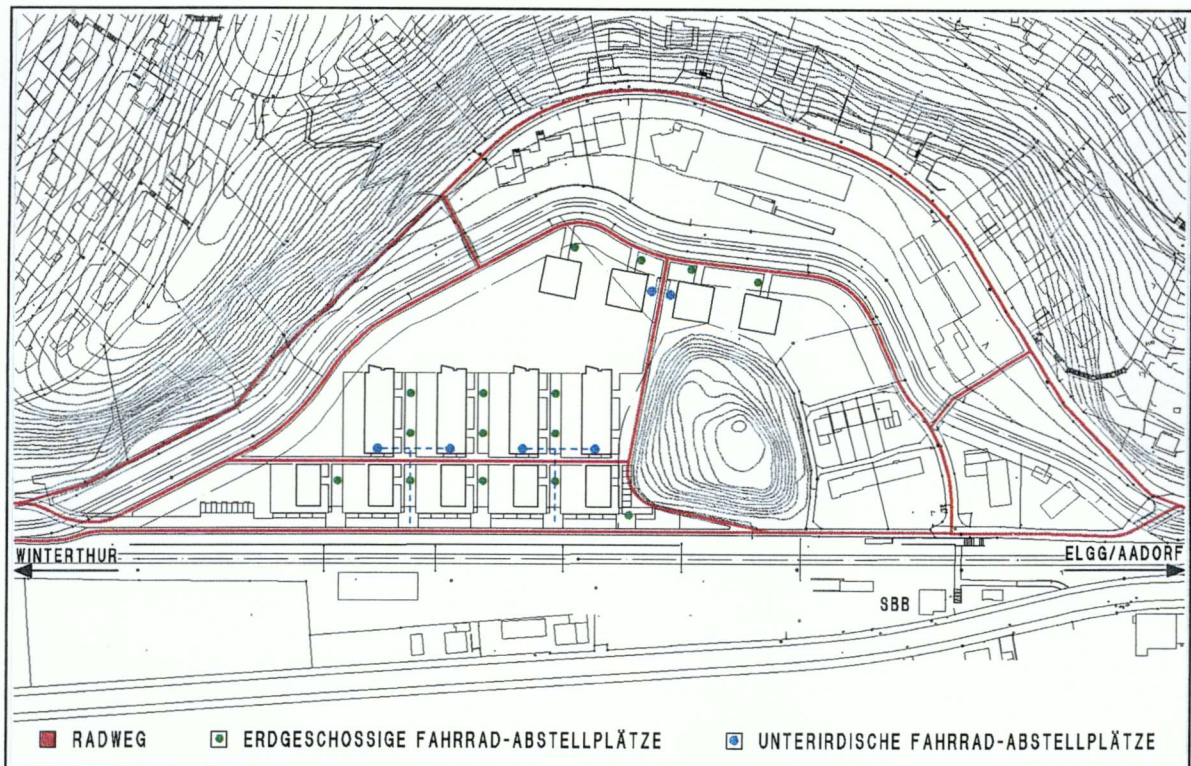 WINTERTHUR
ELGG/AADORF
SBB
RADWEG
ERDGESCHOSSIGE FAHRRAD-ABSTELLPLÄTZE
UNTERIRDISCHE FAHRRAD-ABSTELLPLÄTZE